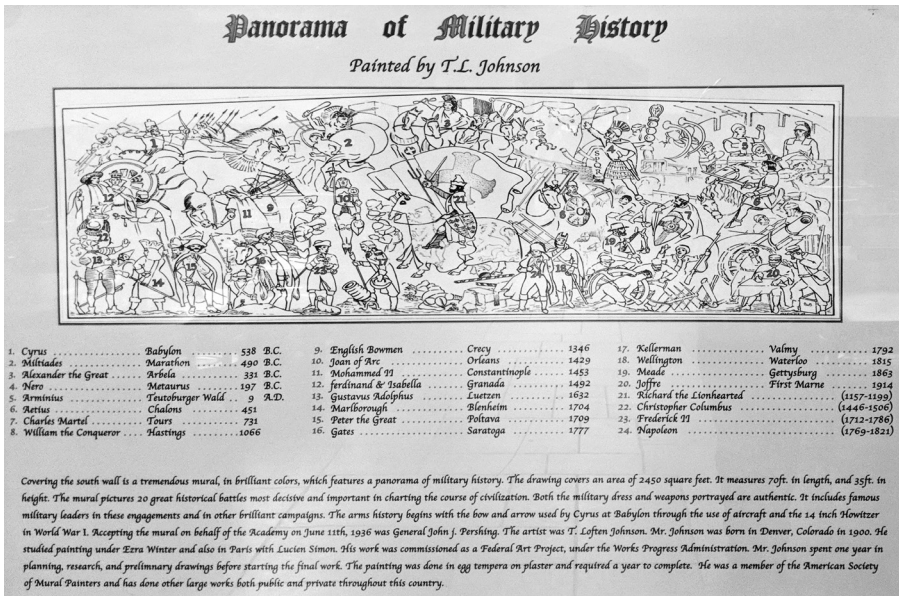 Panorama of Military History
Painted by T.L. Johnson
1. Cyrus ........................ Babylon ............... 538 B.C.
2. Miltiades .................... Marathon .............. 490 B.C.
3. Alexander the Great .......... Arbela ................ 331 B.C.
4. Nero ......................... Metaurus .............. 197 B.C.
5. Arminius ..................... Teutoburger Wald .. 9 A.D.
6. Aetius ....................... Chalons ............... 451
7. Charles Martel ............... Tours ................. 731
8. William the Conqueror .... Hastings ........1066
9. English Bowmen ............... Crecy ................. 1346
10. Joan of Arc ................. Orleans ............... 1429
11. Mohammed II ................. Constantinople ........ 1453
12. ferdinand & Isabella ........ Granada ............... 1492
13. Gustavus Adolphus ........... Luetzen ............... 1632
14. Marlborough ................. Blenheim .............. 1704
15. Peter the Great ............. Poltava ............... 1709
16. Gates ....................... Saratoga .............. 1777
17. Kellerman ................... Valmy ................. 1792
18. Wellington .................. Waterloo .............. 1815
19. Meade ....................... Gettysburg ............ 1863
20. Joffre ...................... First Marne ........... 1914
21. Richard the Lionhearted ............... (1157-1199)
22. Christopher Columbus .................. (1446-1506)
23. Frederick II .......................... (1712-1786)
24. Napoleon .............................. (1769-1821)
Covering the south wall is a tremendous mural, in brilliant colors, which features a panorama of military history. The drawing covers an area of 2450 square feet. It measures 70ft. in length, and 35ft. in
height. The mural pictures 20 great historical battles most decisive and important in charting the course of civilization. Both the military dress and weapons portrayed are authentic. It includes famous
military leaders in these engagements and in other brilliant campaigns. The arms history begins with the bow and arrow used by Cyrus at Babylon through the use of aircraft and the 14 inch Howitzer
in World War I. Accepting the mural on behalf of the Academy on June 11th, 1936 was General John j. Pershing. The artist was T. Loften Johnson. Mr. Johnson was born in Denver, Colorado in 1900. He
studied painting under Ezra Winter and also in Paris with Lucien Simon. His work was commissioned as a Federal Art Project, under the Works Progress Administration. Mr. Johnson spent one year in
planning, research, and prelimnary drawings before starting the final work. The painting was done in egg tempera on plaster and required a year to complete. He was a member of the American Society
of Mural Painters and has done other large works both public and private throughout this country.